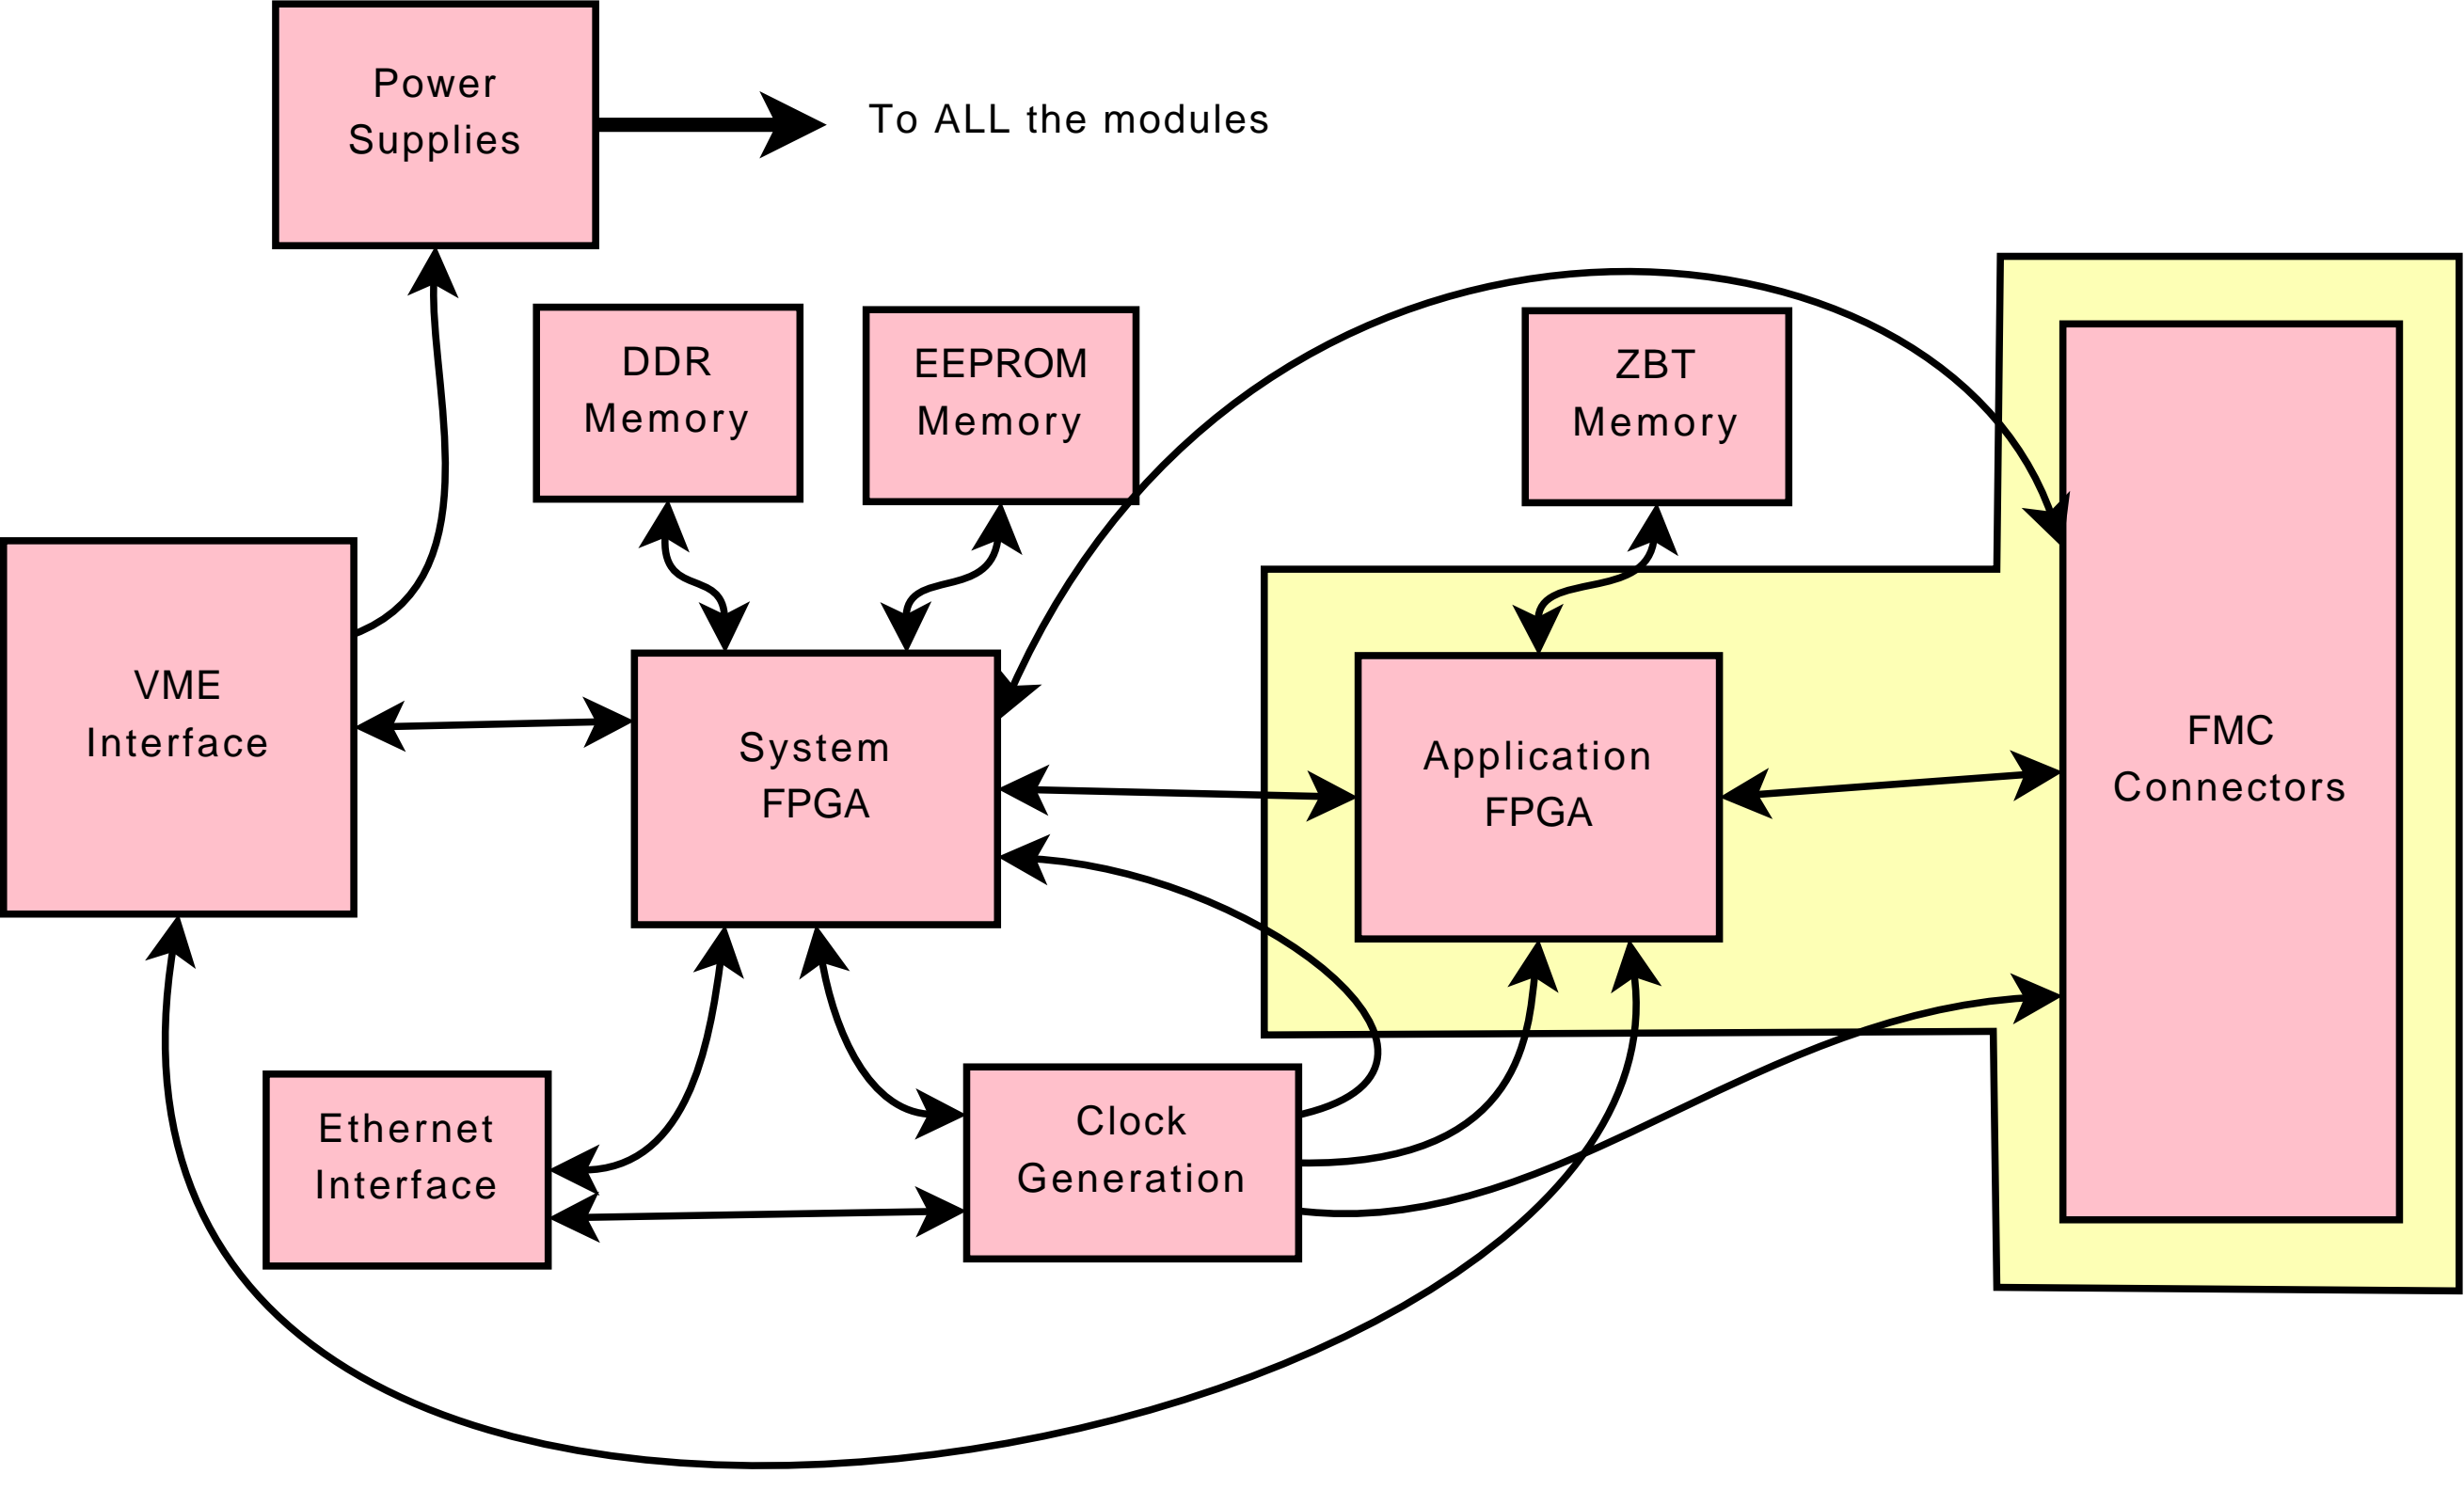 Power
Supplies
To ALL the modules
DDR
Memory
EEPROM
Memory
ZBT
Memory
VME
Interface
System
FPGA
Application
FPGA
FMC
Connectors
Ethernet
Interface
Clock
Generation